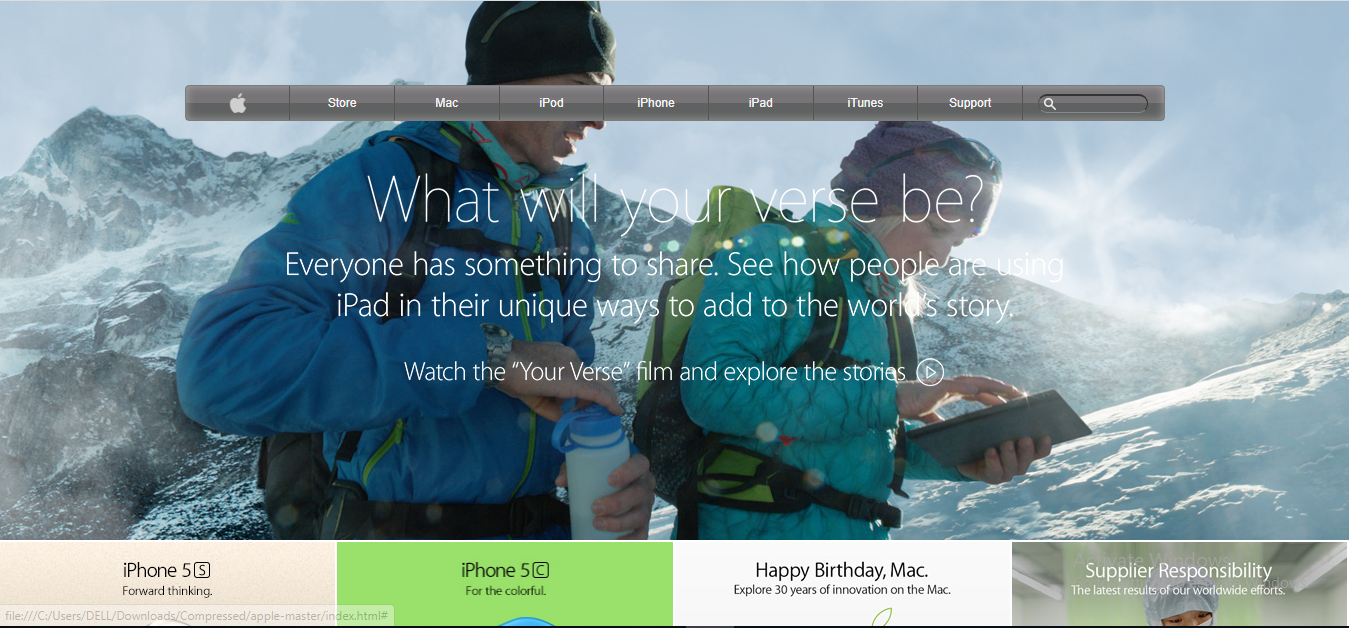 Store Mac iPod iPhone iPad iTunes Support
What will your verse be?
Everyone has something to share. See how people are using
iPad in their unique ways to add to the world's story.
Watch the “Your Verse” film and explore the stories
iPhone 5S
Forward thinking.
iPhone 5C
For the colorful.
Happy Birthday, Mac.
Explore 30 years of innovation on the Mac.
Activate Windows
Supplier Responsibility
The latest results of our worldwide efforts.
file:///C:/Users/DELL/Downloads/Compressed/apple-master/index.html#